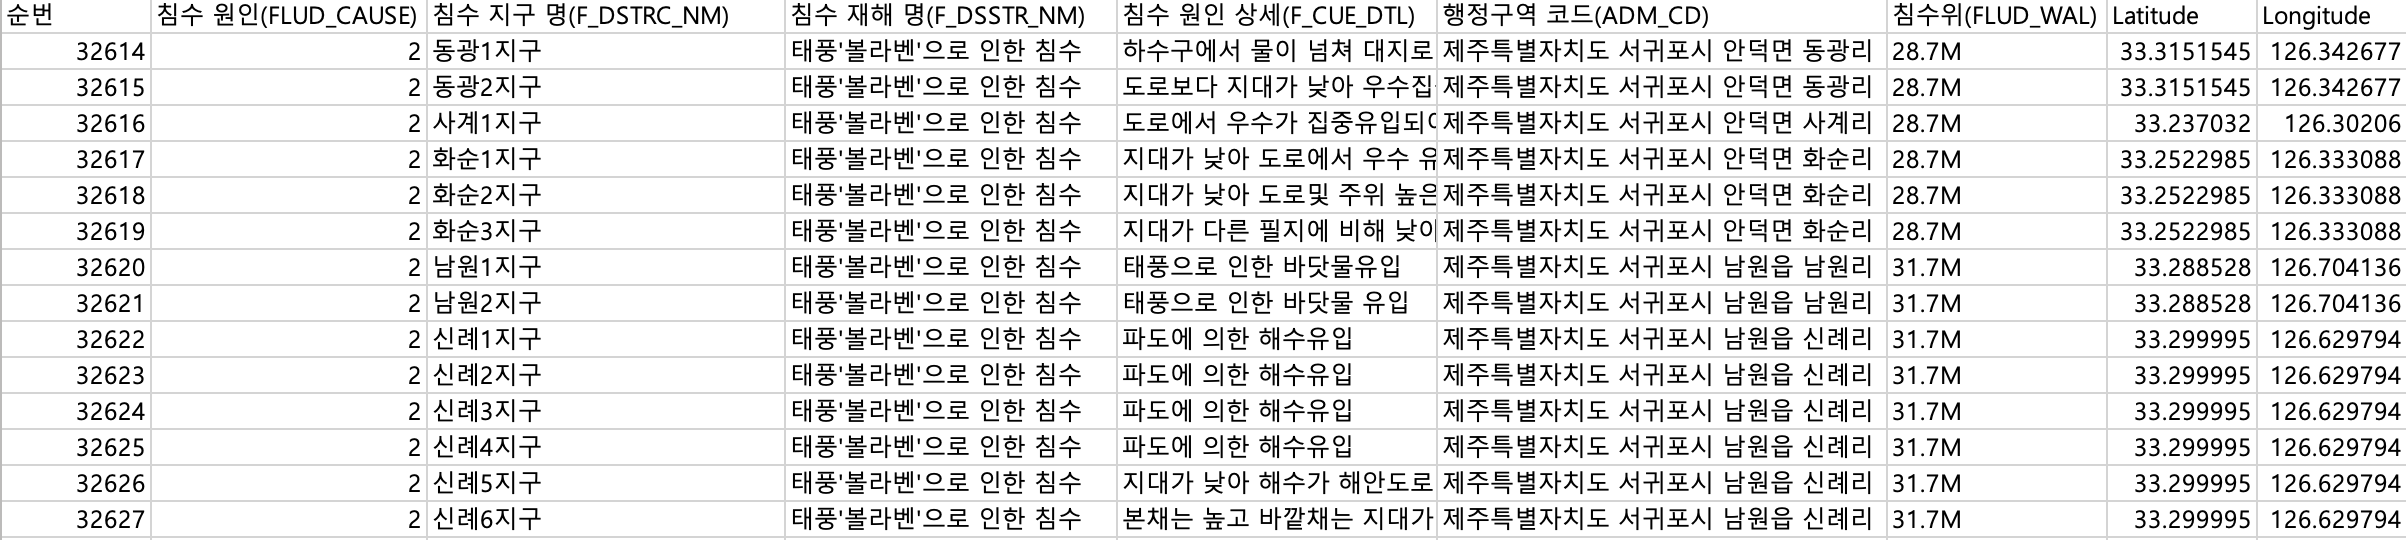 순번 침수 원인(FLUD_CAUSE) 침수 지구 명(F_DSTRC_NM) 침수 재해 명(F_DSSTR_NM) 침수 원인 상세(F_CUE_DTL) 행정구역 코드(ADM_CD) 침수위(FLUD_WAL) Latitude Longitude
32614 2 동광1지구 태풍'볼라벤'으로 인한 침수 하수구에서 물이 넘쳐 대지로 제주특별자치도 서귀포시 안덕면 동광리 28.7M 33.3151545 126.342677
32615 2 동광2지구 태풍'볼라벤'으로 인한 침수 도로보다 지대가 낮아 우수집 제주특별자치도 서귀포시 안덕면 동광리 28.7M 33.3151545 126.342677
32616 2 사계1지구 태풍'볼라벤'으로 인한 침수 도로에서 우수가 집중유입되어 제주특별자치도 서귀포시 안덕면 사계리 28.7M 33.237032 126.30206
32617 2 화순1지구 태풍'볼라벤'으로 인한 침수 지대가 낮아 도로에서 우수 유 제주특별자치도 서귀포시 안덕면 화순리 28.7M 33.2522985 126.333088
32618 2 화순2지구 태풍'볼라벤'으로 인한 침수 지대가 낮아 도로및 주위 높은 제주특별자치도 서귀포시 안덕면 화순리 28.7M 33.2522985 126.333088
32619 2 화순3지구 태풍'볼라벤'으로 인한 침수 지대가 다른 필지에 비해 낮아 제주특별자치도 서귀포시 안덕면 화순리 28.7M 33.2522985 126.333088
32620 2 남원1지구 태풍'볼라벤'으로 인한 침수 태풍으로 인한 바닷물유입 제주특별자치도 서귀포시 남원읍 남원리 31.7M 33.288528 126.704136
32621 2 남원2지구 태풍'볼라벤'으로 인한 침수 태풍으로 인한 바닷물 유입 제주특별자치도 서귀포시 남원읍 남원리 31.7M 33.288528 126.704136
32622 2 신례1지구 태풍'볼라벤'으로 인한 침수 파도에 의한 해수유입 제주특별자치도 서귀포시 남원읍 신례리 31.7M 33.299995 126.629794
32623 2 신례2지구 태풍'볼라벤'으로 인한 침수 파도에 의한 해수유입 제주특별자치도 서귀포시 남원읍 신례리 31.7M 33.299995 126.629794
32624 2 신례3지구 태풍'볼라벤'으로 인한 침수 파도에 의한 해수유입 제주특별자치도 서귀포시 남원읍 신례리 31.7M 33.299995 126.629794
32625 2 신례4지구 태풍'볼라벤'으로 인한 침수 파도에 의한 해수유입 제주특별자치도 서귀포시 남원읍 신례리 31.7M 33.299995 126.629794
32626 2 신례5지구 태풍'볼라벤'으로 인한 침수 지대가 낮아 해수가 해안도로 제주특별자치도 서귀포시 남원읍 신례리 31.7M 33.299995 126.629794
32627 2 신례6지구 태풍'볼라벤'으로 인한 침수 본채는 높고 바깥채는 지대가 제주특별자치도 서귀포시 남원읍 신례리 31.7M 33.299995 126.629794